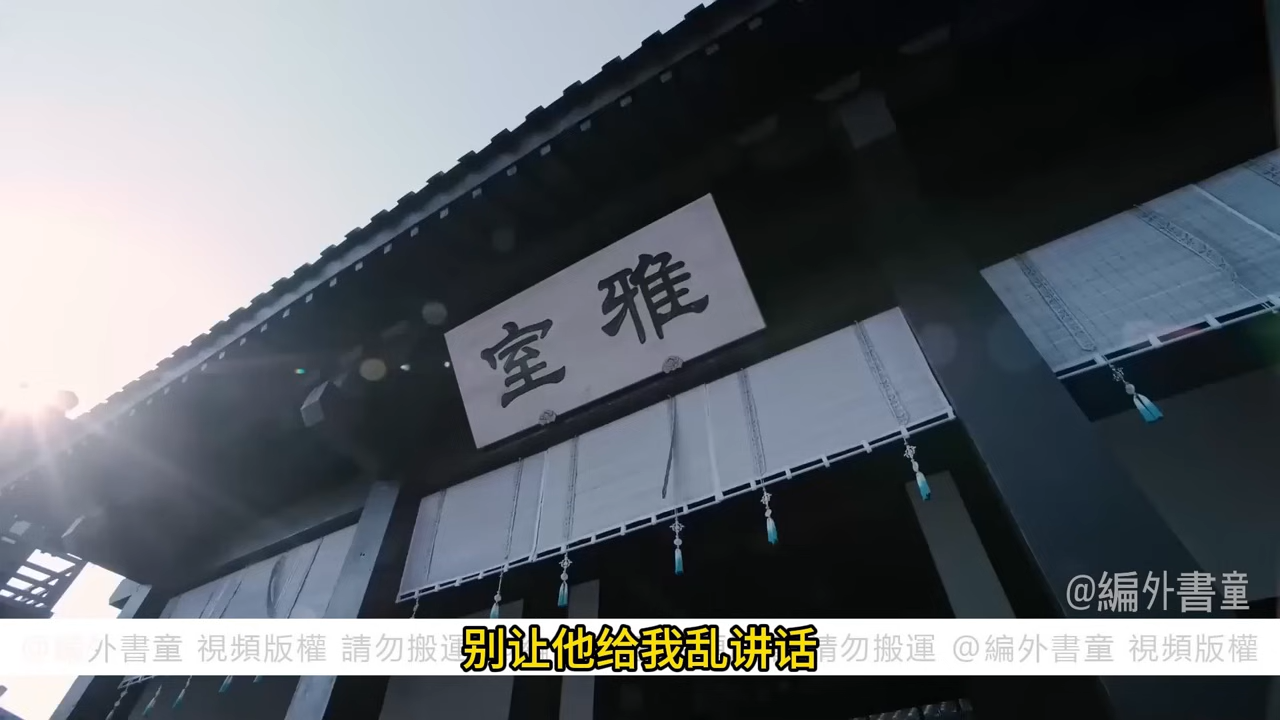 雅室
@編外書童
外書童 視頻版權 請勿搬運
别让他给我乱讲话
請勿搬運 @編外書童 視頻版權